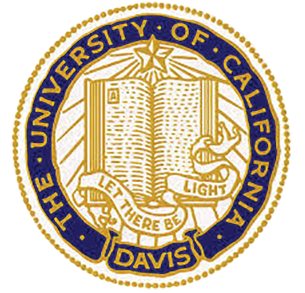 · THE · UNIVERSITY · OF · CALIFORNIA ·
A
LET THERE BE LIGHT
DAVIS